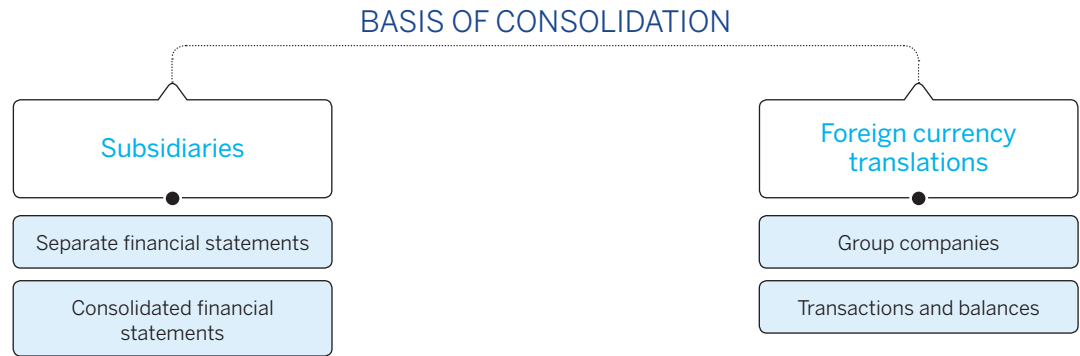 BASIS OF CONSOLIDATION
Subsidiaries
Separate financial statements
Consolidated financial
statements
Foreign currency
translations
Group companies
Transactions and balances